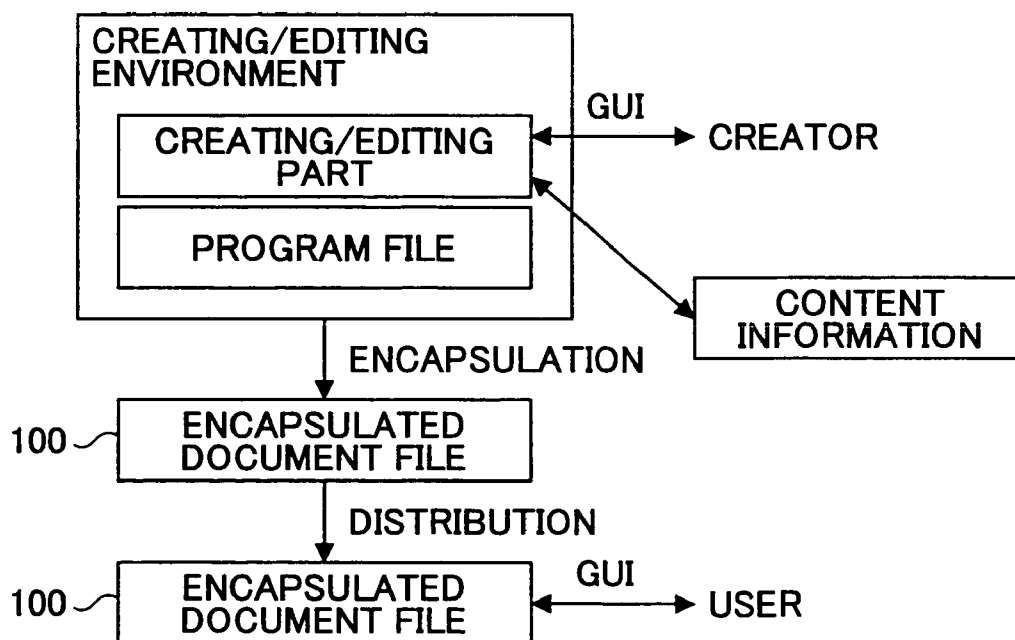 CREATING/EDITING
ENVIRONMENT
GUI
CREATING/EDITING
PART
CREATOR
PROGRAM FILE
CONTENT
INFORMATION
ENCAPSULATION
100
ENCAPSULATED
DOCUMENT FILE
DISTRIBUTION
100
ENCAPSULATED
DOCUMENT FILE
GUI
USER